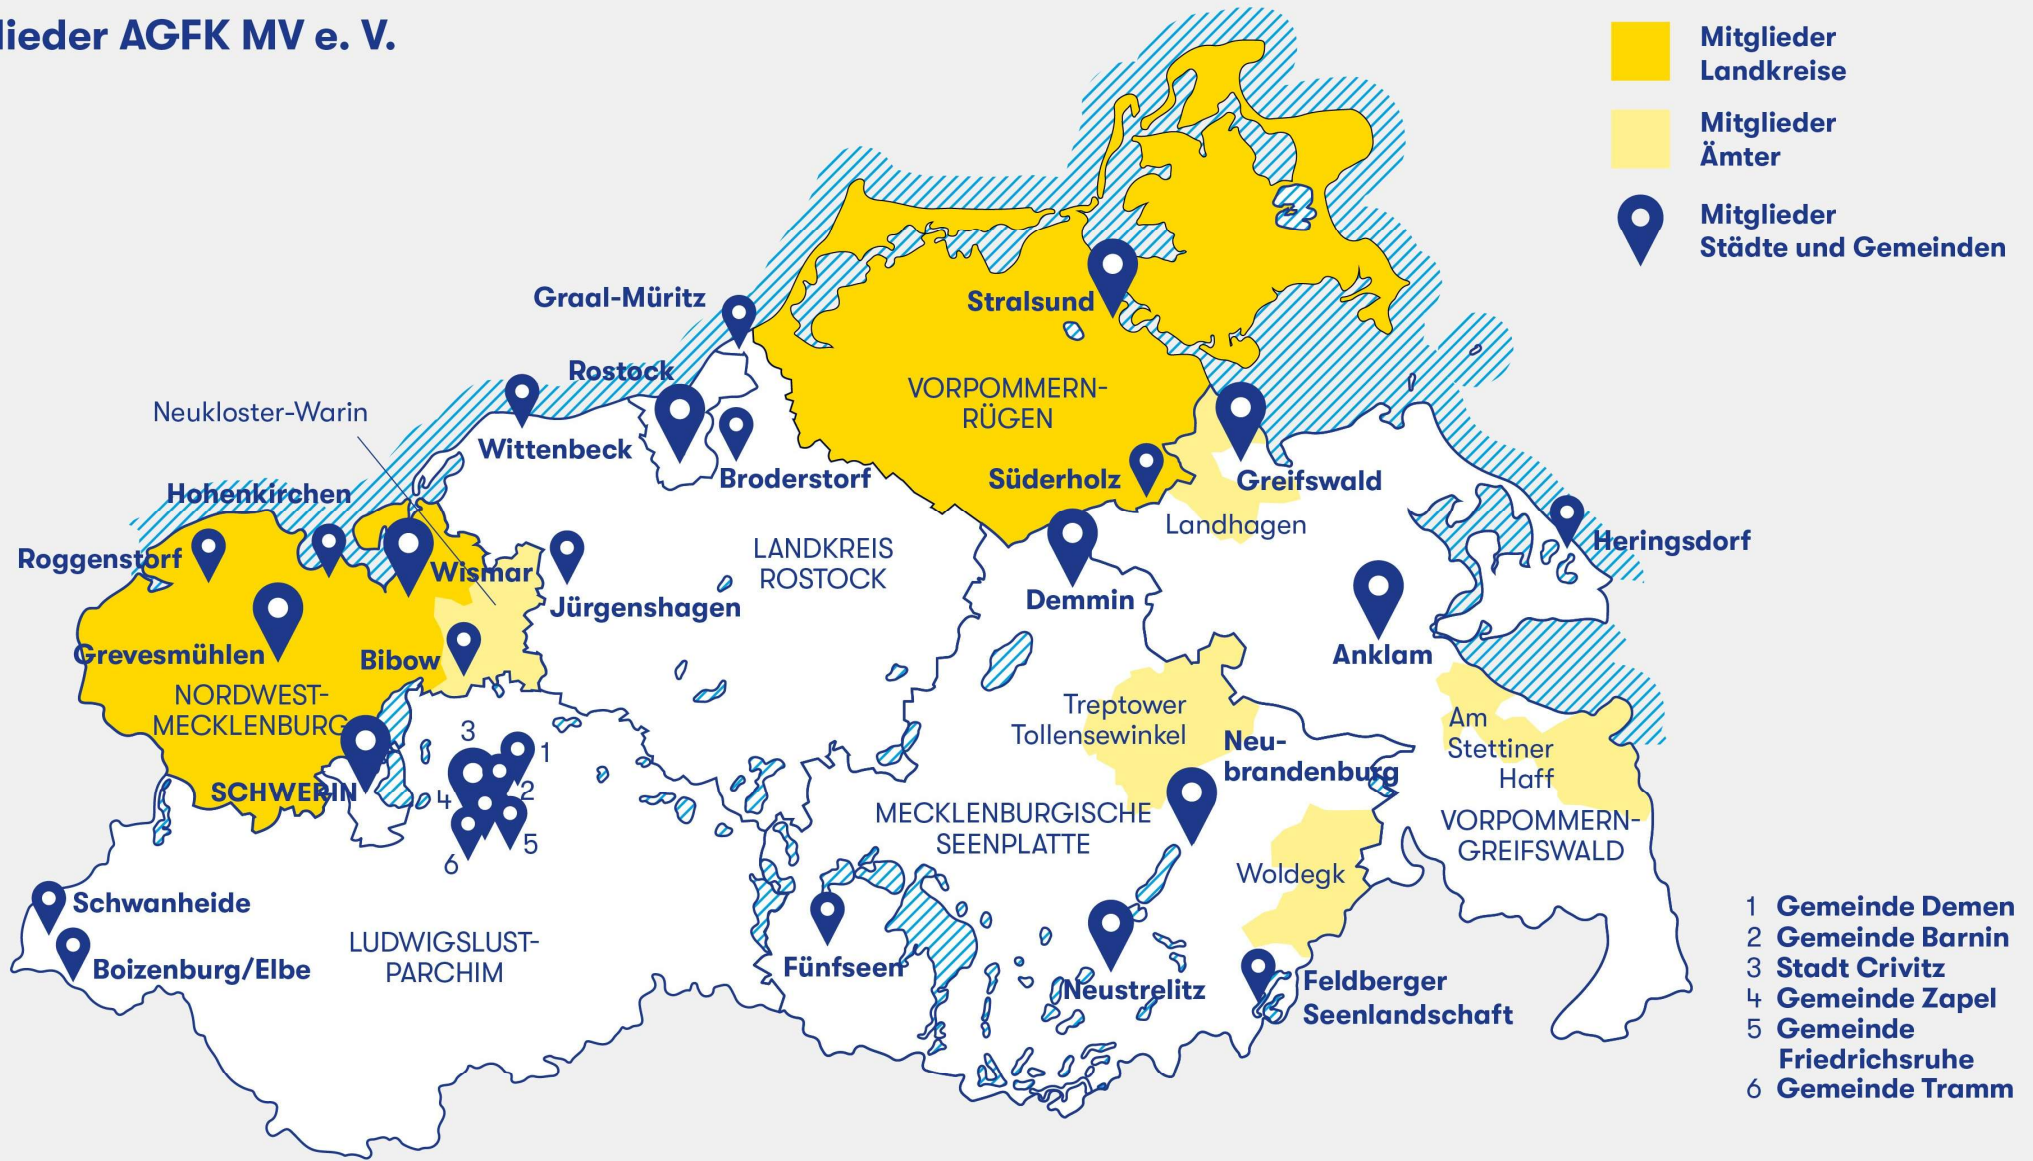 lieder AGFK MV e. V.
Mitglieder
Landkreise
Mitglieder
Ämter
Mitglieder
Städte und Gemeinden
Graal-Müritz
Stralsund
Rostock
VORPOMMERN-
RÜGEN
Neukloster-Warin
Wittenbeck
Broderstorf
Süderholz
Greifswald
Hohenkirchen
Landhagen
Roggenstorf
Wismar
LANDKREIS
ROSTOCK
Heringsdorf
Jürgenshagen
Demmin
Grevesmühlen
Bibow
Anklam
NORDWEST-
MECKLENBURG
Treptower
Tollensewinkel
Am
Stettiner
Haff
3
1
Neu-
brandenburg
SCHWERIN
4
2
MECKLENBURGISCHE
SEENPLATTE
VORPOMMERN-
GREIFSWALD
5
6
Woldegk
Schwanheide
LUDWIGSLUST-
PARCHIM
Boizenburg/Elbe
Fünfseen
Neustrelitz
Feldberger
Seenlandschaft
1 Gemeinde Demen
2 Gemeinde Barnin
3 Stadt Crivitz
4 Gemeinde Zapel
5 Gemeinde
Friedrichsruhe
6 Gemeinde Tramm